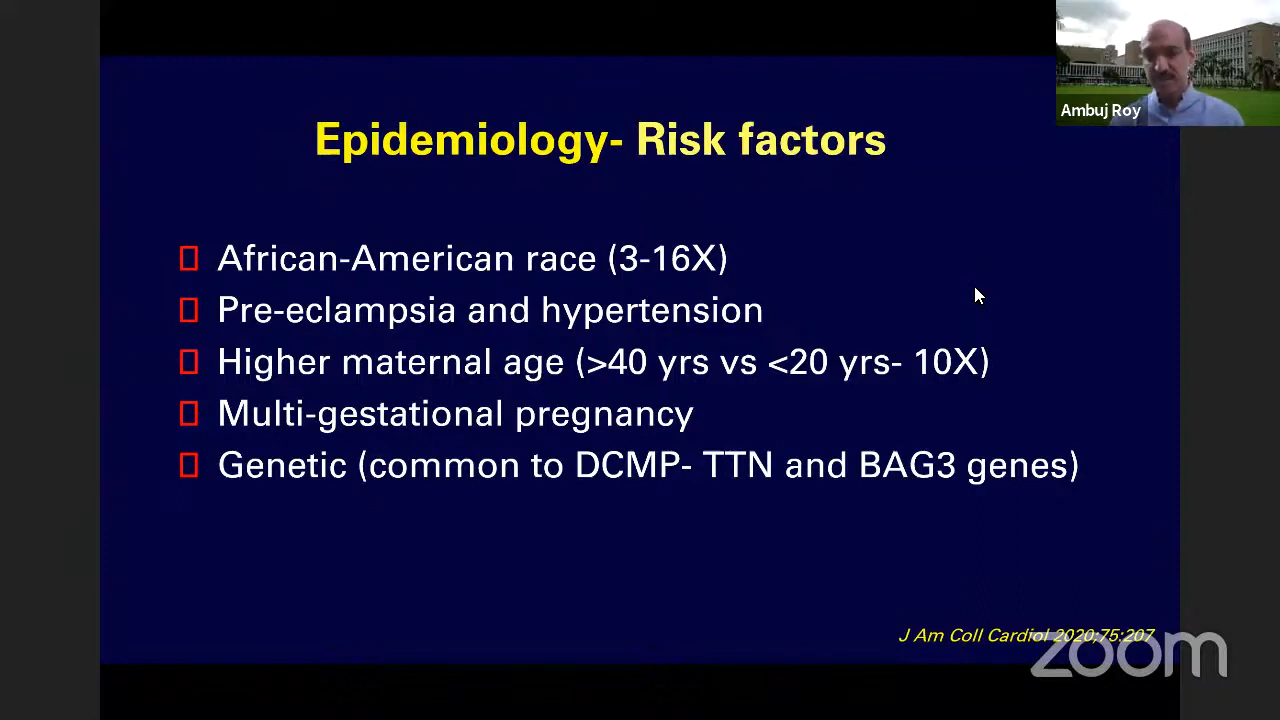 Ambuj Roy
Epidemiology- Risk factors
African-American race (3-16X)
Pre-eclampsia and hypertension
Higher maternal age (>40 yrs vs <20 yrs- 10X)
Multi-gestational pregnancy
Genetic (common to DCMP- TTN and BAG3 genes)
J Am Coll Cardiol 2020;75:207
zoom